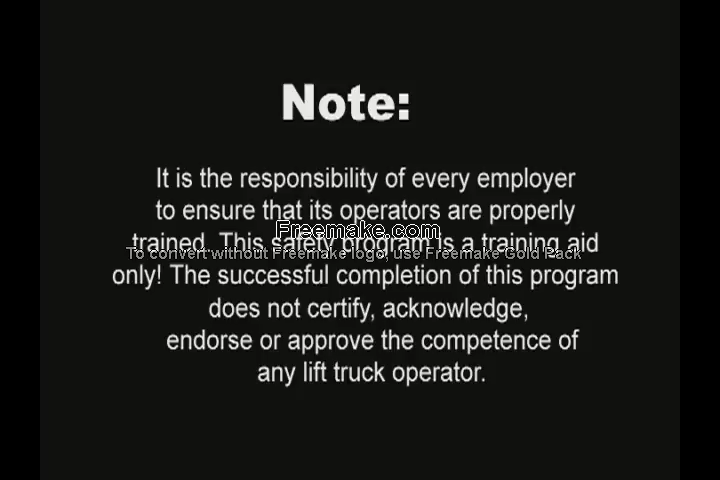 Note:
It is the responsibility of every employer
to ensure that its operators are properly
Freemake.com
trained. This safety program is a training aid
To convert without Freemake logo, use Freemake Gold Pack
only! The successful completion of this program
does not certify, acknowledge,
endorse or approve the competence of
any lift truck operator.